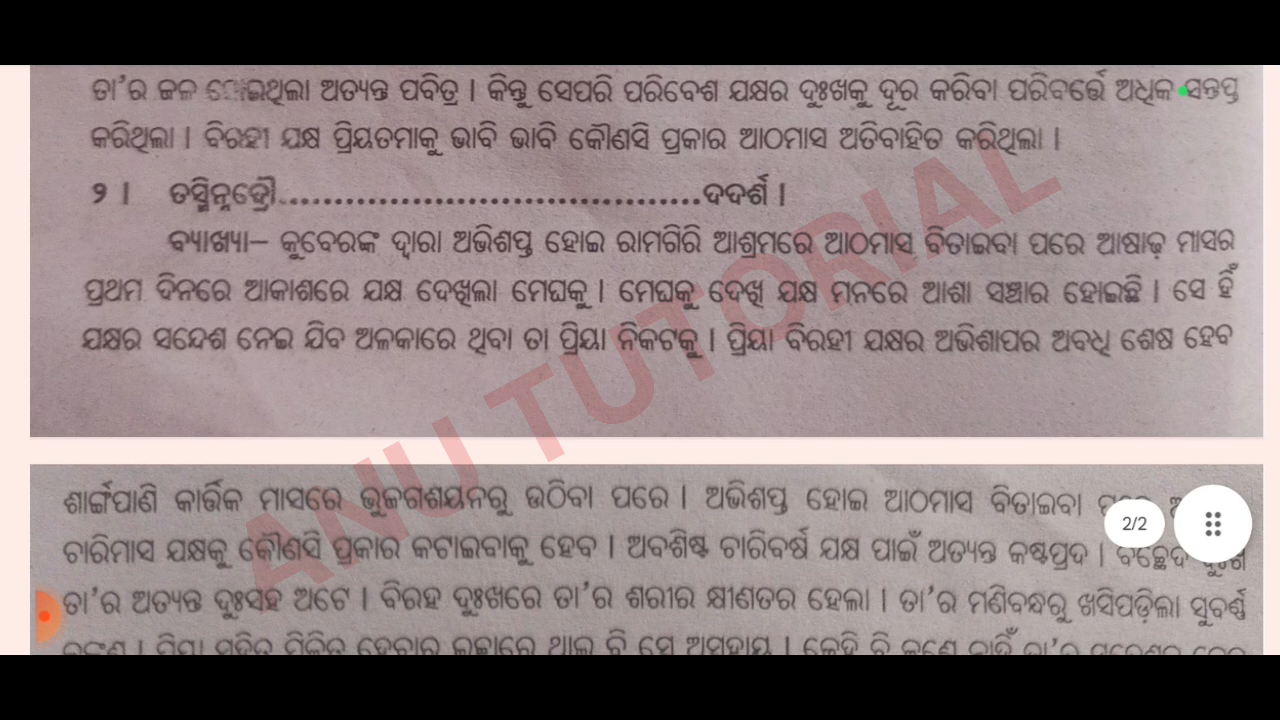 ତା'ର ଜଳ ହୋଇଥିଲା ଅତ୍ୟନ୍ତ ପବିତ୍ର । କିନ୍ତୁ ସେପରି ପରିବେଶ ଯକ୍ଷର ଦୁଃଖକୁ ଦୂର କରିବା ପରିବର୍ତ୍ତେ ଅଧିକ ସନ୍ତପ୍ତ
କରିଥିଲା । ବିରହୀ ଯକ୍ଷ ପ୍ରିୟତମାକୁ ଭାବି ଭାବି କୌଣସି ପ୍ରକାର ଆଠମାସ ଅତିବାହିତ କରିଥିଲା ।
୨ । ତସ୍ମିନ୍ନଦ୍ରୌ.......................................ଦଦର୍ଶ ।
ବ୍ୟାଖ୍ୟା– କୁବେରଙ୍କ ଦ୍ୱାରା ଅଭିଶପ୍ତ ହୋଇ ରାମଗିରି ଆଶ୍ରମରେ ଆଠମାସ ବିତାଇବା ପରେ ଆଷାଢ଼ ମାସର
ପ୍ରଥମ ଦିନରେ ଆକାଶରେ ଯକ୍ଷ ଦେଖିଲା ମେଘକୁ । ମେଘକୁ ଦେଖି ଯକ୍ଷ ମନରେ ଆଶା ସଞ୍ଚାର ହୋଇଛି । ସେ ହିଁ
ଯକ୍ଷର ସନ୍ଦେଶ ନେଇ ଯିବ ଅଳକାରେ ଥିବା ତା ପ୍ରିୟା ନିକଟକୁ । ପ୍ରିୟା ବିରହୀ ଯକ୍ଷର ଅଭିଶାପର ଅବଧି ଶେଷ ହେବ
ANU TUTORIAL
ଶାର୍ଙ୍ଗପାଣି କାର୍ତ୍ତିକ ମାସରେ ଭୁଜଗଶୟନରୁ ଉଠିବା ପରେ । ଅଭିଶପ୍ତ ହୋଇ ଆଠମାସ ବିତାଇବା
2/2
ଚାରିମାସ ଯକ୍ଷକୁ କୌଣସି ପ୍ରକାର କଟାଇବାକୁ ହେବ । ଅବଶିଷ୍ଟ ଚାରିବର୍ଷ ଯକ୍ଷ ପାଇଁ ଅତ୍ୟନ୍ତ କଷ୍ଟପ୍ରଦ ।
ତା'ର ଅତ୍ୟନ୍ତ ଦୁଃସହ ଅଟେ । ବିରହ ଦୁଃଖରେ ତା'ର ଶରୀର କ୍ଷୀଣତର ହେଲା । ତା'ର ମଣିବନ୍ଧରୁ ଖସିପଡ଼ିଲା ସୁବର୍ଣ୍ଣ